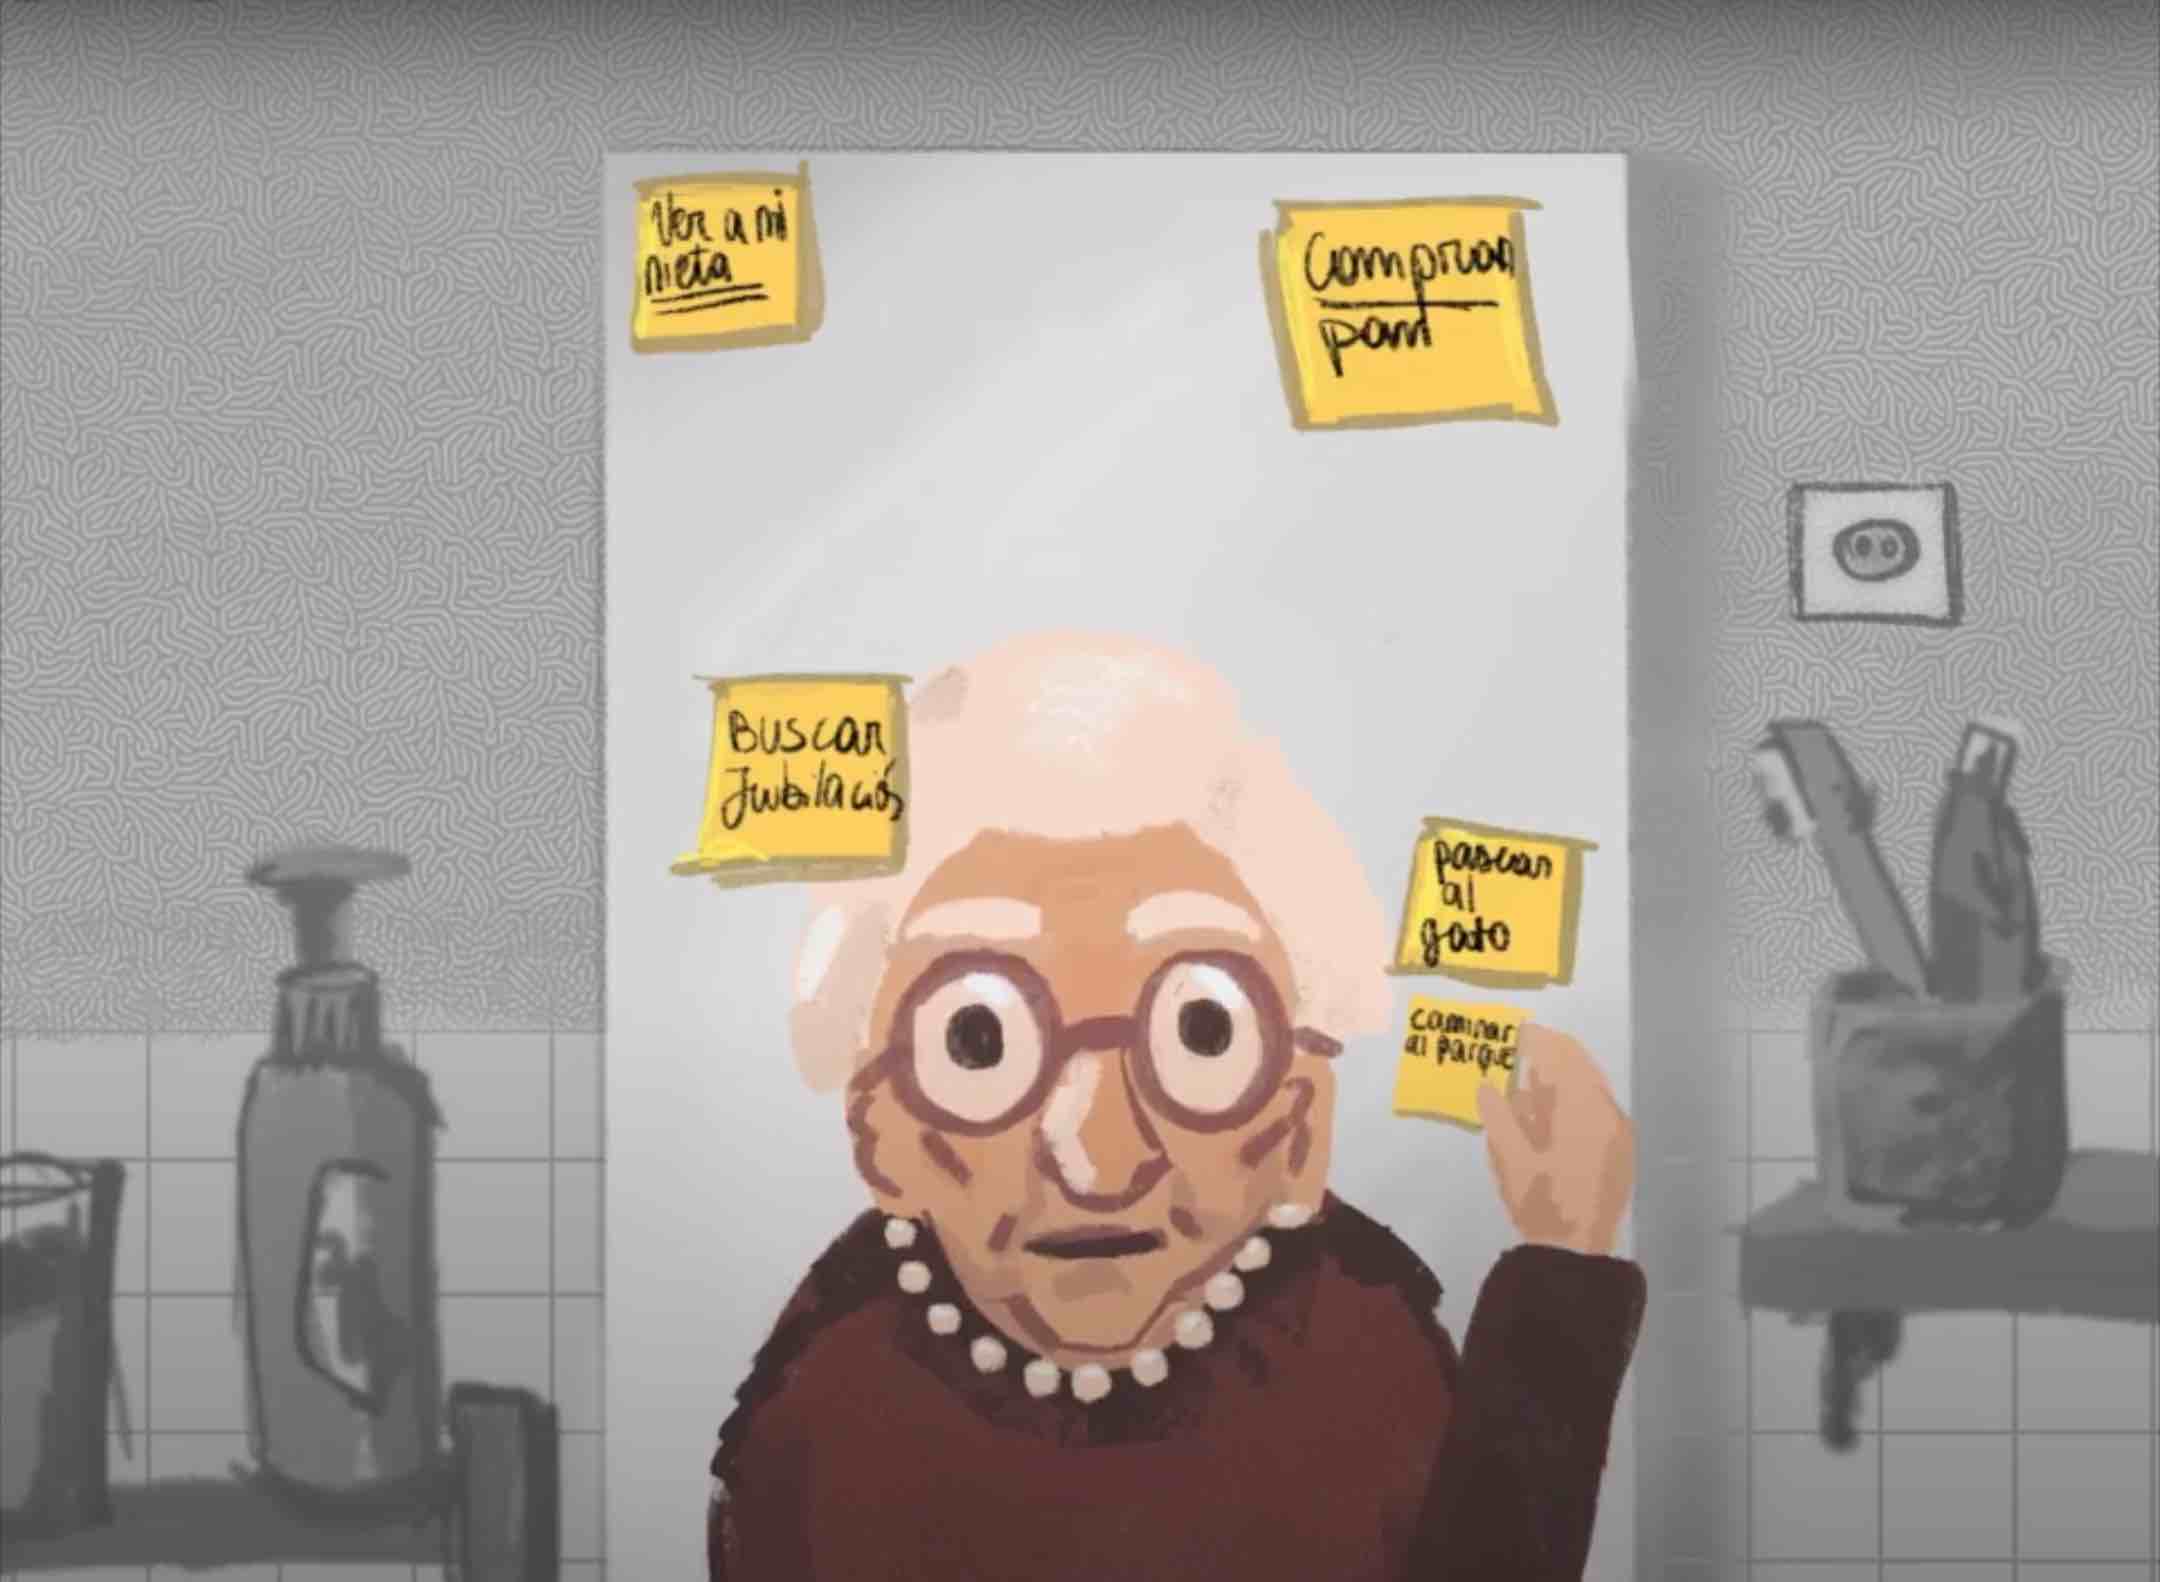 Ver a mi
nieta
Comprar
pan
Buscar
Jubilación
pasear
al
gato
caminar
al parque